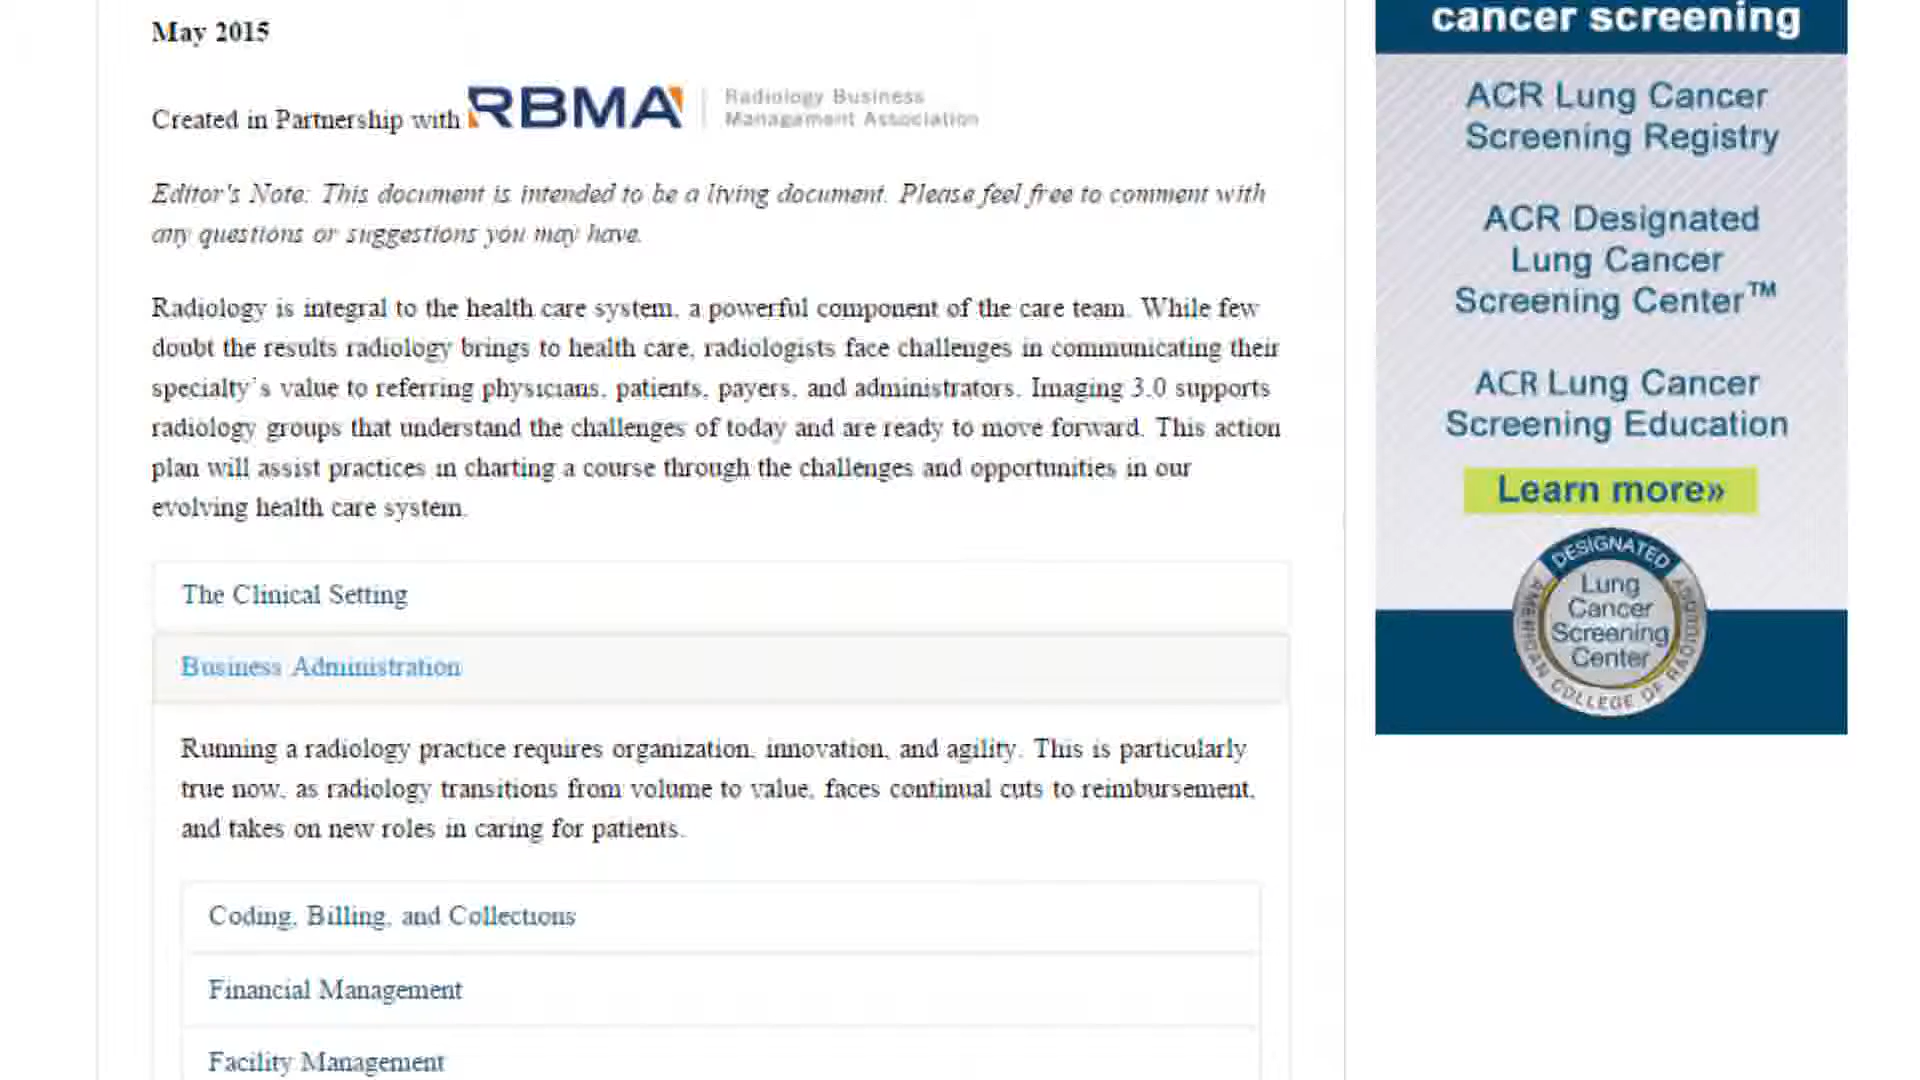 May 2015
Created in Partnership with RBMA Radiology Business
Management Association
Editor's Note: This document is intended to be a living document. Please feel free to comment with
any questions or suggestions you may have.
Radiology is integral to the health care system, a powerful component of the care team. While few
doubt the results radiology brings to health care, radiologists face challenges in communicating their
specialty's value to referring physicians, patients, payers, and administrators. Imaging 3.0 supports
radiology groups that understand the challenges of today and are ready to move forward. This action
plan will assist practices in charting a course through the challenges and opportunities in our
evolving health care system.
The Clinical Setting
Business Administration
Running a radiology practice requires organization, innovation, and agility. This is particularly
true now, as radiology transitions from volume to value, faces continual cuts to reimbursement,
and takes on new roles in caring for patients.
Coding, Billing, and Collections
Financial Management
Facility Management
cancer screening
ACR Lung Cancer
Screening Registry
ACR Designated
Lung Cancer
Screening Center™
ACR Lung Cancer
Screening Education
Learn more»
DESIGNATED
Lung
Cancer
Screening
Center
AMERICAN COLLEGE OF RADIOLOGY